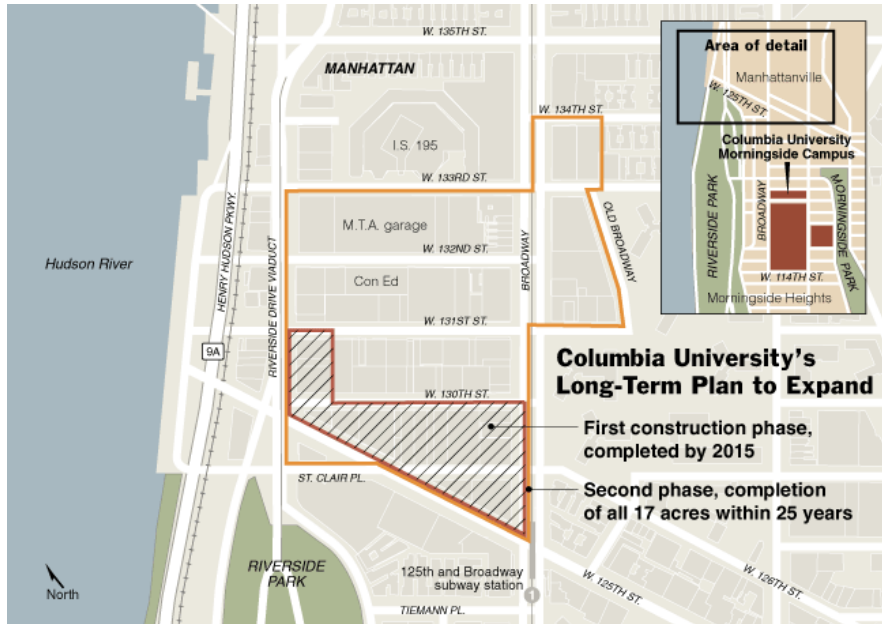 W. 135TH ST.
MANHATTAN
W. 134TH ST.
I.S. 195
W. 133RD ST.
M.T.A. garage
W. 132ND ST.
Con Ed
W. 131ST ST.
W. 130TH ST.
Hudson River
HENRY HUDSON PKWY.
9A
RIVERSIDE DRIVE VIADUCT
BROADWAY
OLD BROADWAY
ST. CLAIR PL.
RIVERSIDE
PARK
125th and Broadway
subway station
1
TIEMANN PL.
W. 125TH ST.
W. 126TH ST.
North
Area of detail
Manhattanville
W. 125TH ST.
Columbia University
Morningside Campus
RIVERSIDE PARK
BROADWAY
MORNINGSIDE PARK
W. 114TH ST.
Morningside Heights
Columbia University’s
Long-Term Plan to Expand
First construction phase,
completed by 2015
Second phase, completion
of all 17 acres within 25 years